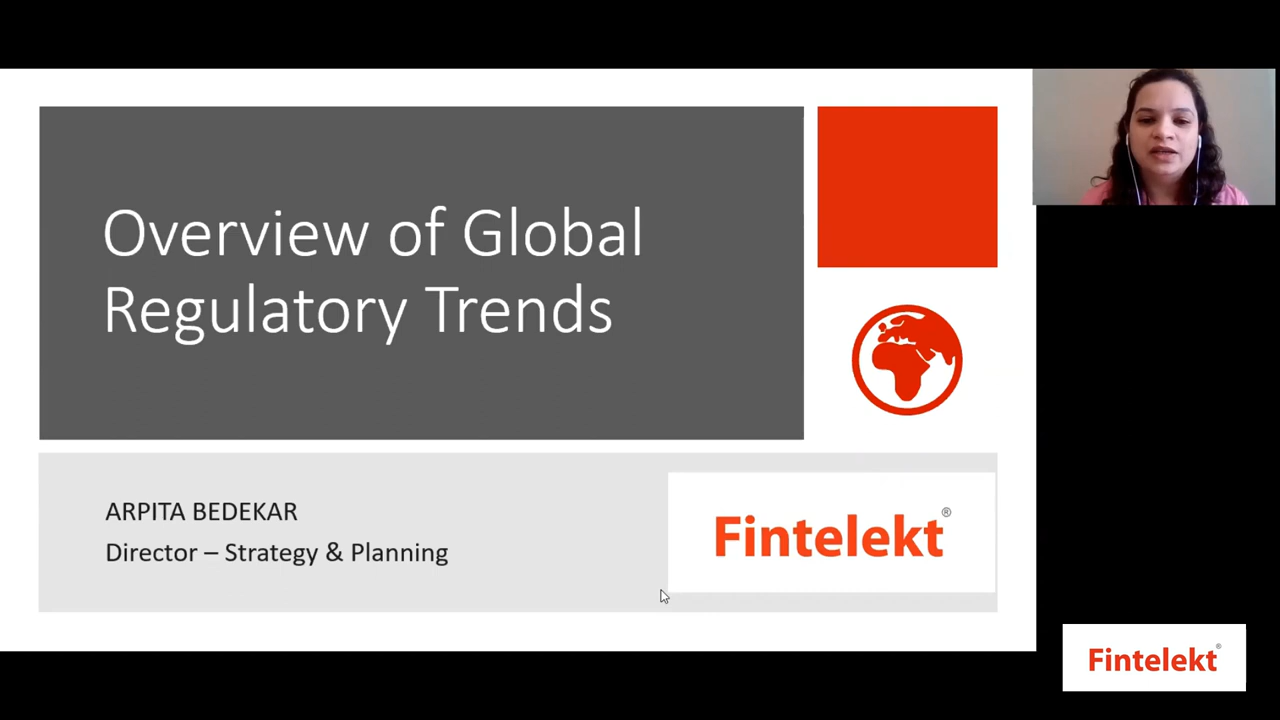 Overview of Global
Regulatory Trends
ARPITA BEDEKAR
Director – Strategy & Planning
Fintelekt®
Fintelekt®